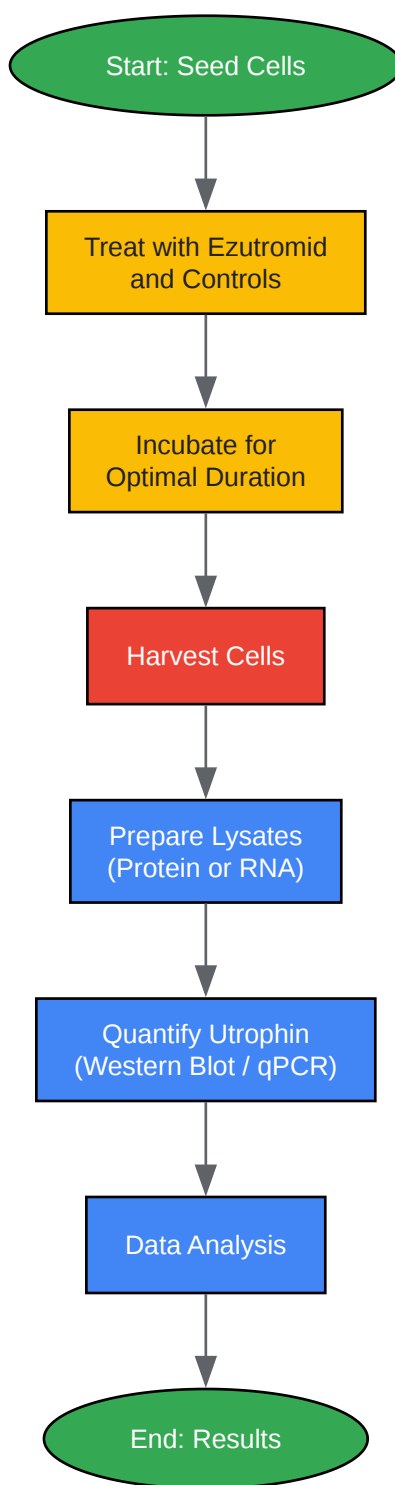 Start: Seed Cells
Treat with Ezutromid
and Controls
Incubate for
Optimal Duration
Harvest Cells
Prepare Lysates
(Protein or RNA)
Quantify Utrophin
(Western Blot / qPCR)
Data Analysis
End: Results